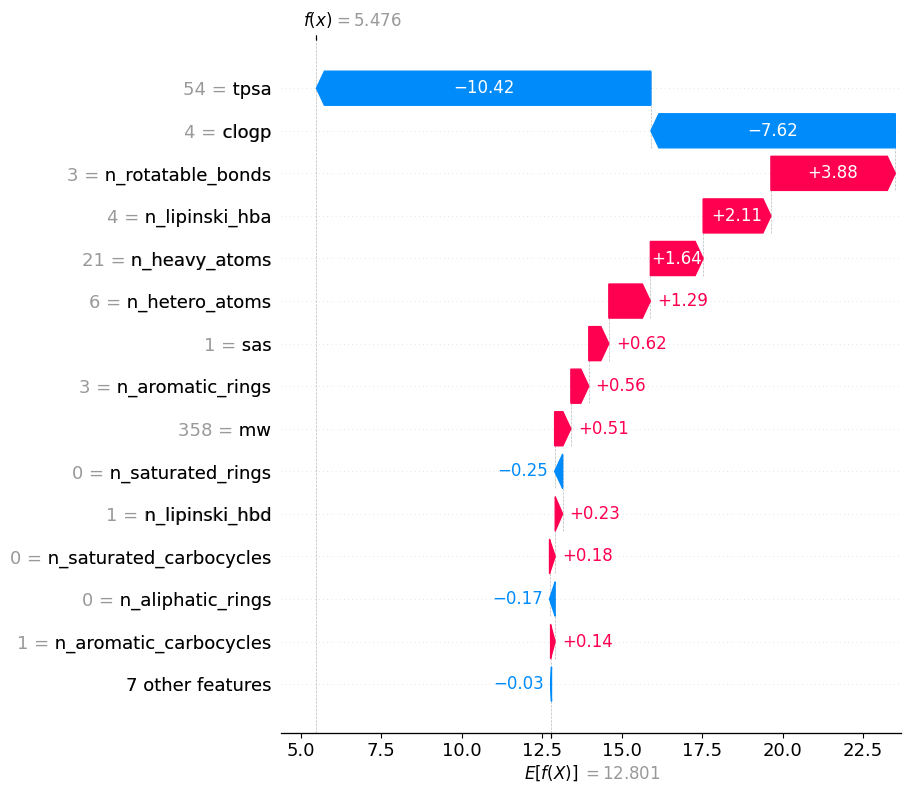 f(x) = 5.476
54 = tpsa
−10.42
4 = clogp
−7.62
3 = n_rotatable_bonds
+3.88
4 = n_lipinski_hba
+2.11
21 = n_heavy_atoms
+1.64
6 = n_hetero_atoms
+1.29
1 = sas
+0.62
3 = n_aromatic_rings
+0.56
358 = mw
+0.51
0 = n_saturated_rings
−0.25
1 = n_lipinski_hbd
+0.23
0 = n_saturated_carbocycles
+0.18
0 = n_aliphatic_rings
−0.17
1 = n_aromatic_carbocycles
+0.14
7 other features
−0.03
5.0 7.5 10.0 12.5 15.0 17.5 20.0 22.5
E[f(X)] = 12.801